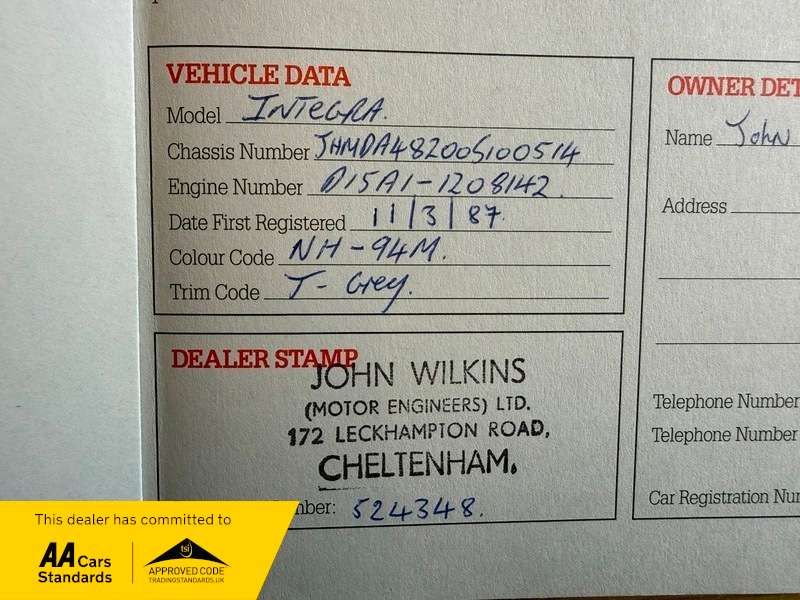 VEHICLE DATA
Model INTEGRA.
Chassis Number JHMDA48200S100514
Engine Number D15A1-1208142.
Date First Registered 11/3/87.
Colour Code NH-94M.
Trim Code T- Grey.
DEALER STAMP
JOHN WILKINS
(MOTOR ENGINEERS) LTD.
172 LECKHAMPTON ROAD,
CHELTENHAM.
524348.
OWNER
Name John
Address
Telephone Number
Telephone Number
Car Registration
This dealer has committed to
AA Cars
Standards
tsi
APPROVED CODE
TRADINGSTANDARDS.UK